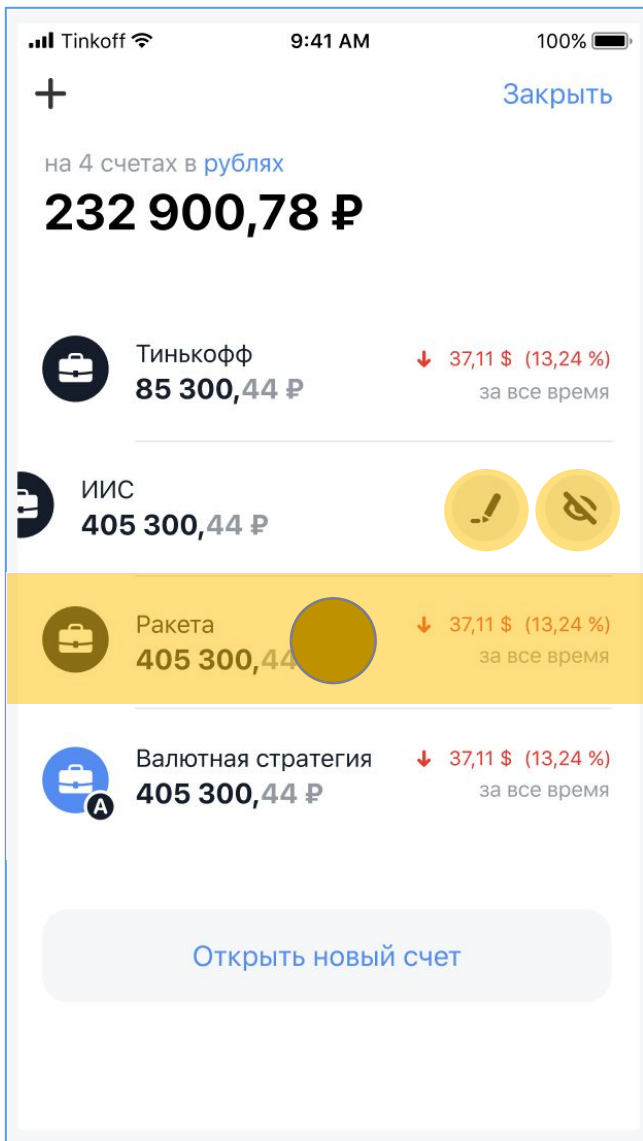 Tinkoff 9:41 AM 100%
Закрыть
на 4 счетах в рублях
232 900,78 ₽
Тинькофф
85 300,44 ₽
37,11 $ (13,24 %)
за все время
ИИС
405 300,44 ₽
Ракета
405 300,44
37,11 $ (13,24 %)
за все время
Валютная стратегия
405 300,44 ₽
A
37,11 $ (13,24 %)
за все время
Открыть новый счет